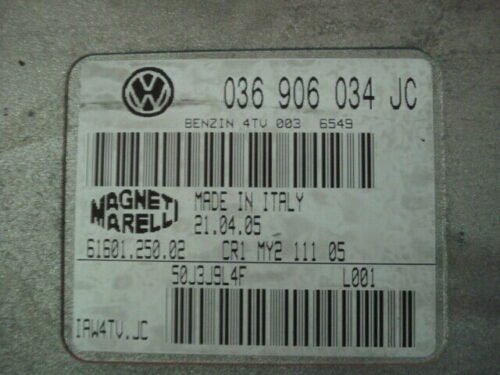 VW
036 906 034 JC
BENZIN 4TV 003 6549
MAGNETI
MARELLI
MADE IN ITALY
21.04.05
61601.250.02 CR1 MY2 111 05
50J3J9L4F L001
IAW4TV.JC